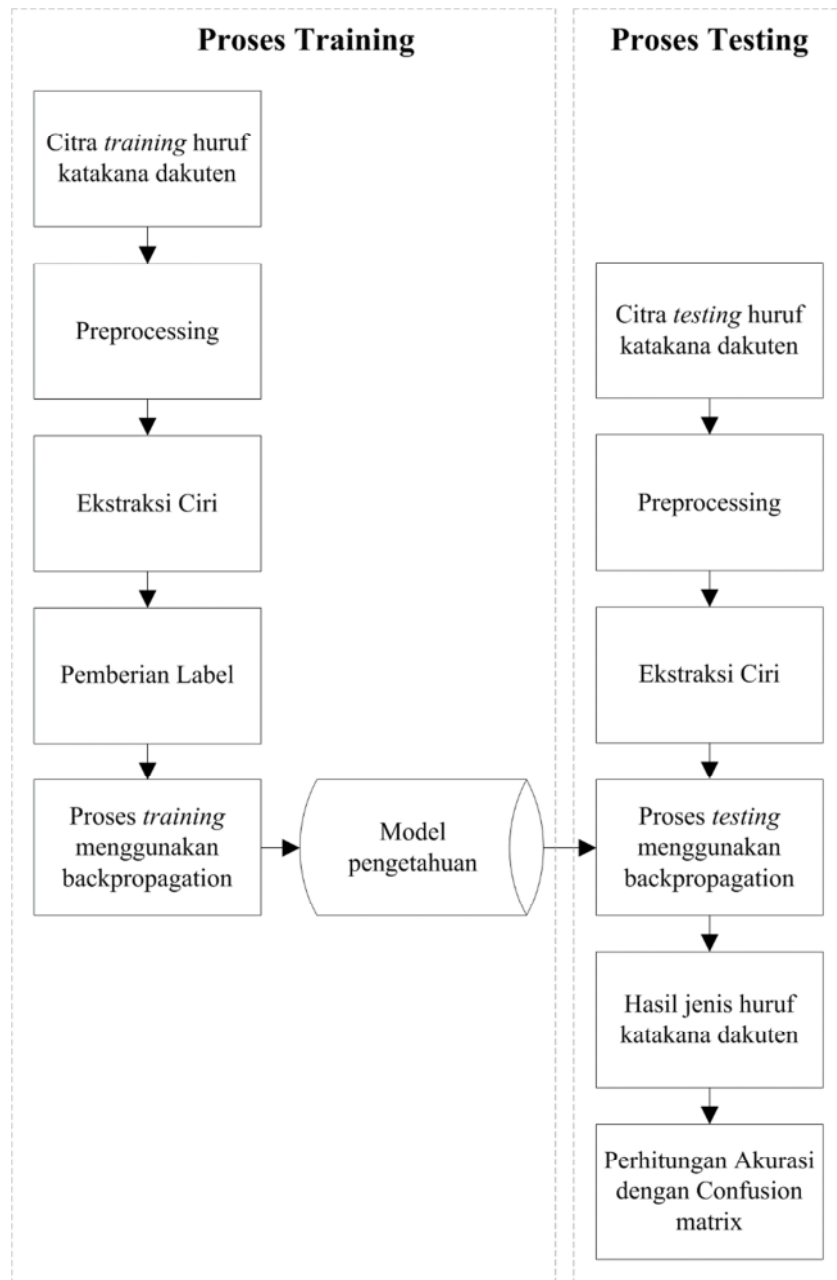 Proses Training
Citra training huruf
katakana dakuten
Preprocessing
Ekstraksi Ciri
Pemberian Label
Proses training
menggunakan
backpropagation
Model
pengetahuan
Proses Testing
Citra testing huruf
katakana dakuten
Preprocessing
Ekstraksi Ciri
Proses testing
menggunakan
backpropagation
Hasil jenis huruf
katakana dakuten
Perhitungan Akurasi
dengan Confusion
matrix